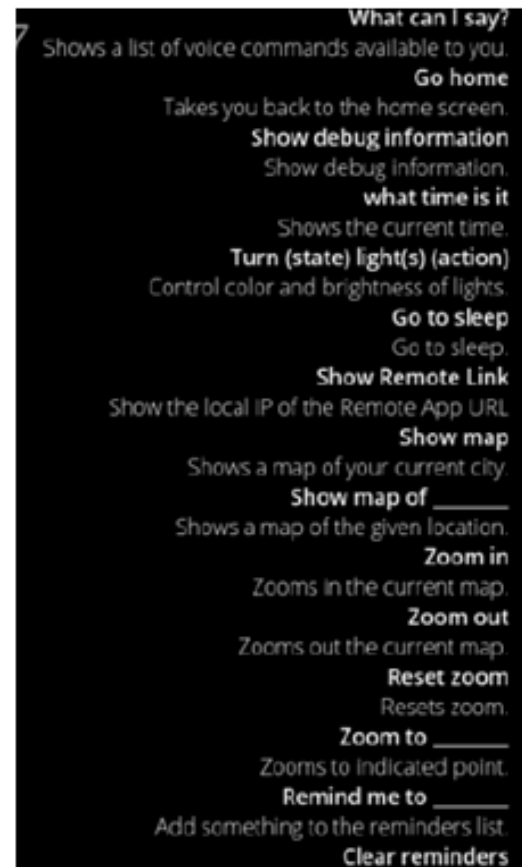 What can I say?
Shows a list of voice commands available to you.
Go home
Takes you back to the home screen.
Show debug information
Show debug information.
what time is it
Shows the current time.
Turn (state) light(s) (action)
Control color and brightness of lights.
Go to sleep
Go to sleep.
Show Remote Link
Show the local IP of the Remote App URL
Show map
Shows a map of your current city.
Show map of ______
Shows a map of the given location.
Zoom in
Zooms in the current map.
Zoom out
Zooms out the current map.
Reset zoom
Resets zoom.
Zoom to ______
Zooms to indicated point.
Remind me to ______
Add something to the reminders list.
Clear reminders